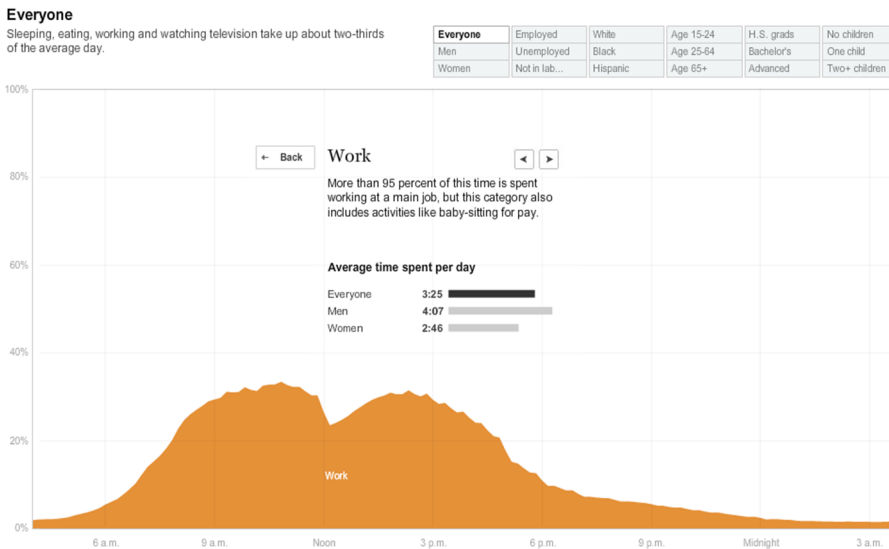 Everyone
Sleeping, eating, working and watching television take up about two-thirds
of the average day.
Everyone Employed White Age 15-24 H.S. grads No children
Men Unemployed Black Age 25-64 Bachelor's One child
Women Not in lab... Hispanic Age 65+ Advanced Two+ children
100%
← Back Work
80%
More than 95 percent of this time is spent
working at a main job, but this category also
includes activities like baby-sitting for pay.
60%
Average time spent per day
Everyone 3:25
Men 4:07
Women 2:46
40%
20%
Work
0%
6 a.m. 9 a.m. Noon 3 p.m. 6 p.m. 9 p.m. Midnight 3 a.m.